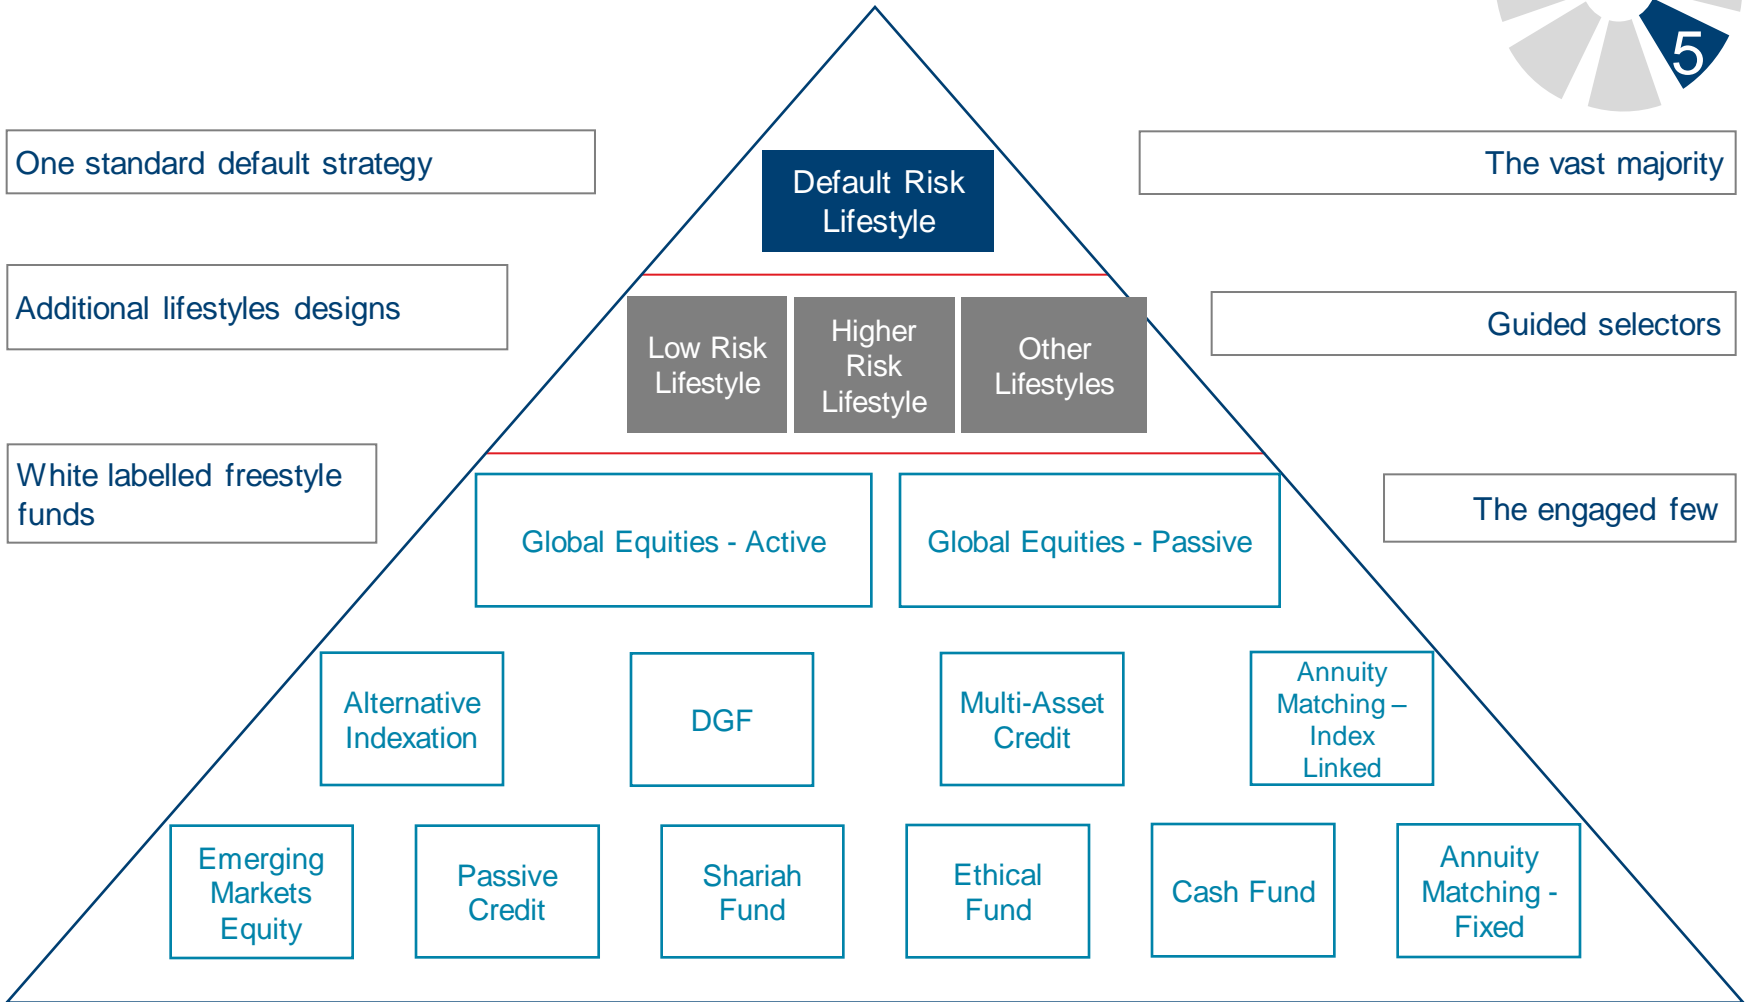 5
One standard default strategy
Default Risk
Lifestyle
The vast majority
Additional lifestyles designs
Low Risk
Lifestyle
Higher
Risk
Lifestyle
Other
Lifestyles
Guided selectors
White labelled freestyle
funds
Global Equities - Active
Global Equities - Passive
The engaged few
Alternative
Indexation
DGF
Multi-Asset
Credit
Annuity
Matching –
Index
Linked
Emerging
Markets
Equity
Passive
Credit
Shariah
Fund
Ethical
Fund
Cash Fund
Annuity
Matching -
Fixed